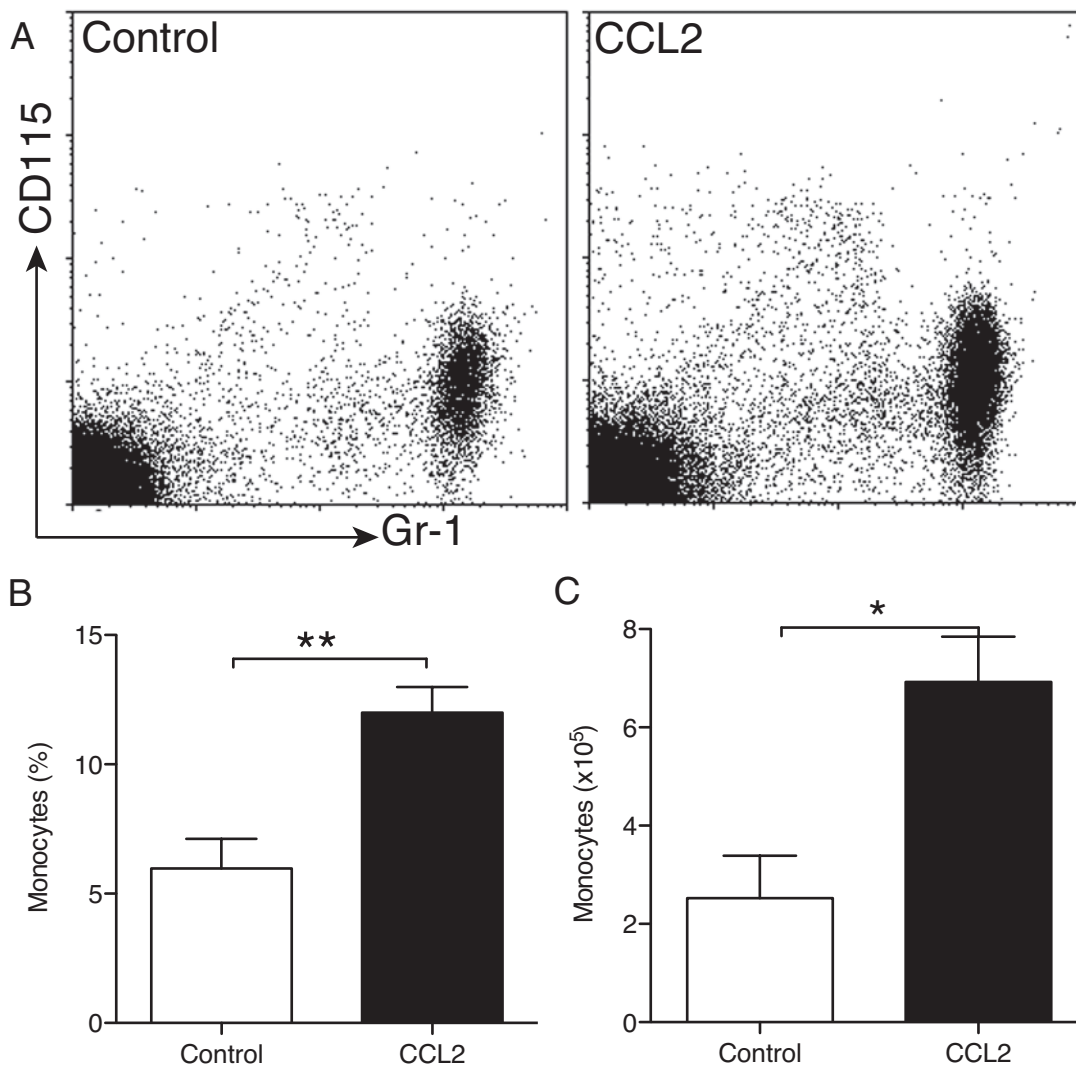 A
Control
CCL2
CD115
Gr-1
B
15
10
5
0
Monocytes (%)
**
Control
CCL2
C
8
6
4
2
0
Monocytes (x10⁵)
*
Control
CCL2